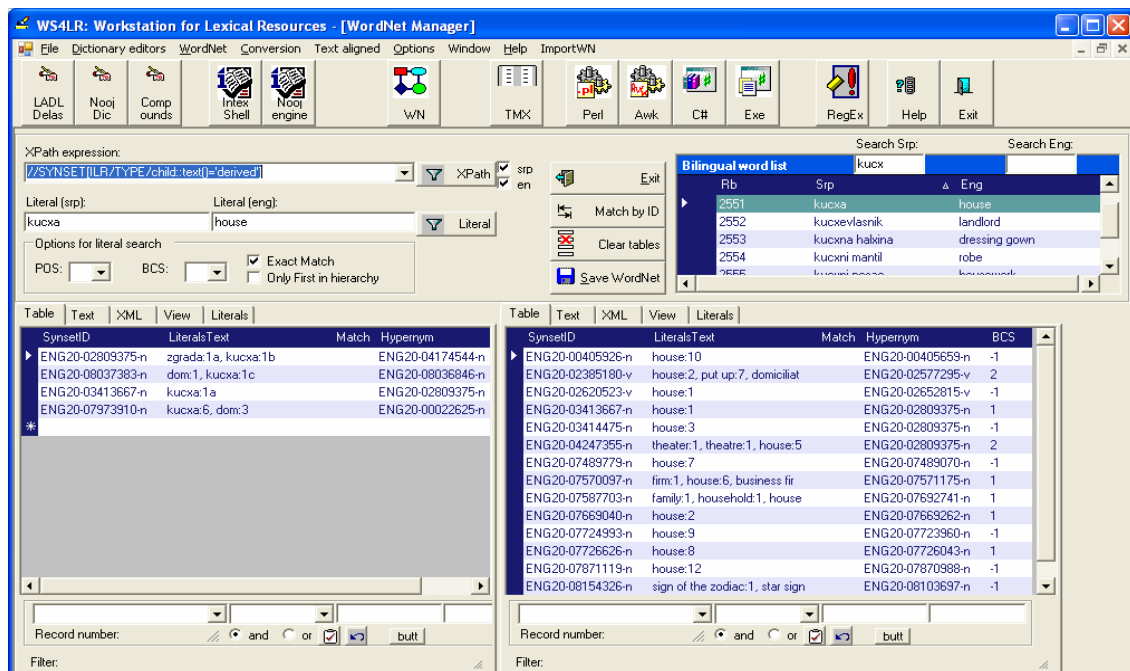 WS4LR: Workstation for Lexical Resources - [WordNet Manager]
File Dictionary editors WordNet Conversion Text aligned Options Window Help ImportWN
LADL Delas
Nooj Dic
Comp ounds
Intex Shell
Nooj engine
WN
TMX
Perl
Awk
C#
Exe
RegEx
Help
Exit
XPath expression:
//SYNSET[ILR/TYPE/child::text()='derived']
XPath
srp
en
Literal (srp): Literal (eng):
kucxa house
Literal
Options for literal search
POS: BCS:
Exact Match
Only First in hierarchy
Exit
Match by ID
Clear tables
Save WordNet
Search Srp: Search Eng:
Bilingual word list kucx
Rb Srp Eng
2551 kucxa house
2552 kucxevlasnik landlord
2553 kucxna halxina dressing gown
2554 kucxni mantil robe
2555 kucxni posao housework
Table Text XML View Literals
SynsetID LiteralsText Match Hypernym
ENG20-02809375-n zgrada:1a, kucxa:1b ENG20-04174544-n
ENG20-08037383-n dom:1, kucxa:1c ENG20-08036846-n
ENG20-03413667-n kucxa:1a ENG20-02809375-n
ENG20-07973910-n kucxa:6, dom:3 ENG20-00022625-n
Record number: and or butt
Filter:
Table Text XML View Literals
SynsetID LiteralsText Match Hypernym BCS
ENG20-00405926-n house:10 ENG20-00405659-n -1
ENG20-02385180-v house:2, put up:7, domiciliat ENG20-02577295-v 2
ENG20-02620523-v house:1 ENG20-02652815-v -1
ENG20-03413667-n house:1 ENG20-02809375-n 1
ENG20-03414475-n house:3 ENG20-02809375-n -1
ENG20-04247355-n theater:1, theatre:1, house:5 ENG20-02809375-n 2
ENG20-07489779-n house:7 ENG20-07489070-n -1
ENG20-07570097-n firm:1, house:6, business fir ENG20-07571175-n 1
ENG20-07587703-n family:1, household:1, house ENG20-07692741-n 1
ENG20-07669040-n house:2 ENG20-07669262-n 1
ENG20-07724993-n house:9 ENG20-07723960-n -1
ENG20-07726626-n house:8 ENG20-07726043-n 1
ENG20-07871119-n house:12 ENG20-07870988-n -1
ENG20-08154326-n sign of the zodiac:1, star sign ENG20-08103697-n -1
Record number: and or butt
Filter: